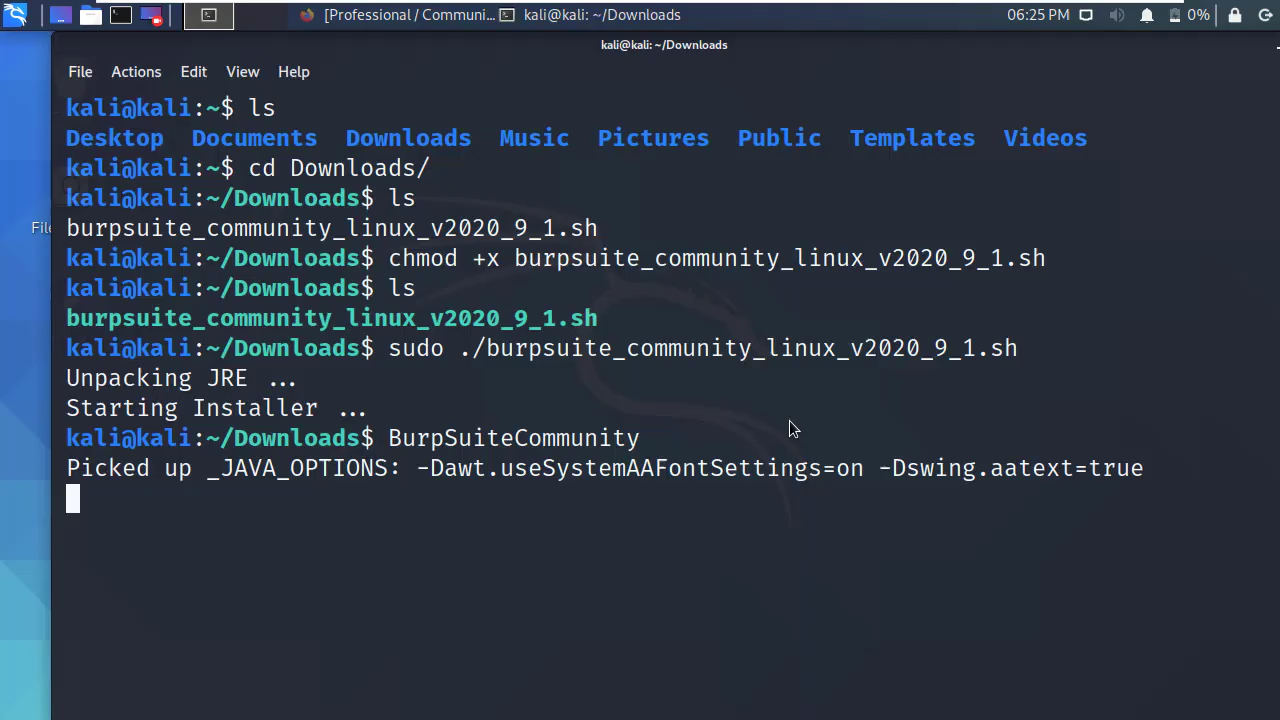 [Professional / Communi... kali@kali: ~/Downloads 06:25 PM 0%
kali@kali: ~/Downloads
File Actions Edit View Help
kali@kali:~$ ls
Desktop Documents Downloads Music Pictures Public Templates Videos
kali@kali:~$ cd Downloads/
kali@kali:~/Downloads$ ls
File
burpsuite_community_linux_v2020_9_1.sh
kali@kali:~/Downloads$ chmod +x burpsuite_community_linux_v2020_9_1.sh
kali@kali:~/Downloads$ ls
burpsuite_community_linux_v2020_9_1.sh
kali@kali:~/Downloads$ sudo ./burpsuite_community_linux_v2020_9_1.sh
Unpacking JRE ...
Starting Installer ...
kali@kali:~/Downloads$ BurpSuiteCommunity
Picked up _JAVA_OPTIONS: -Dawt.useSystemAAFontSettings=on -Dswing.aatext=true